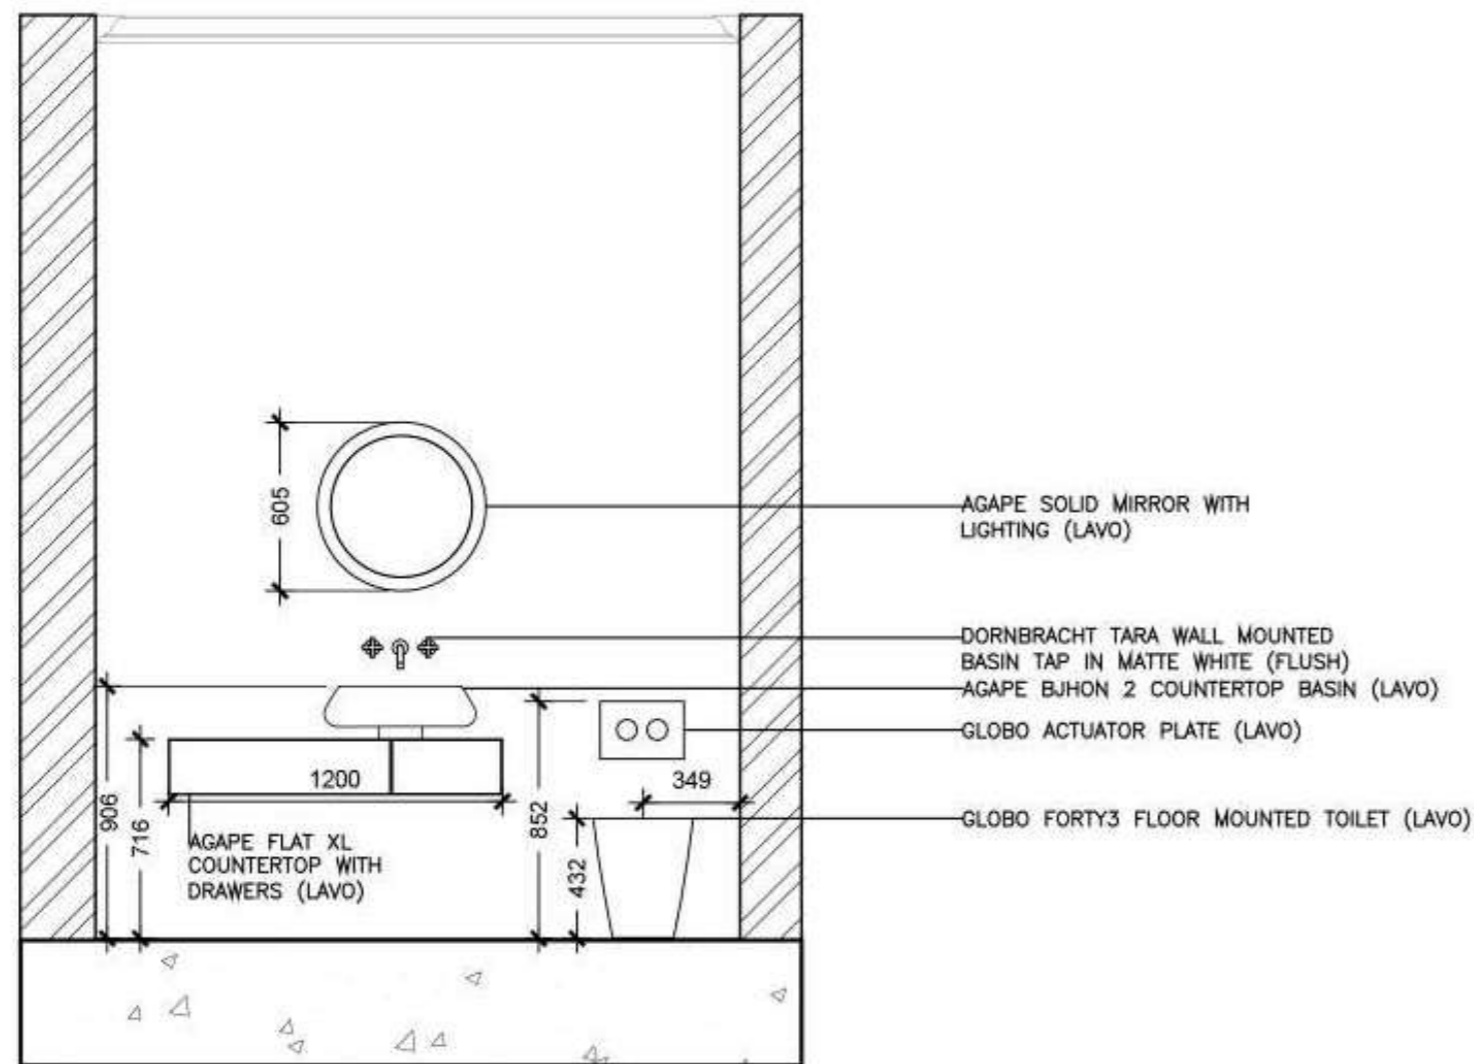 605
AGAPE SOLID MIRROR WITH
LIGHTING (LAVO)
DORNBRACHT TARA WALL MOUNTED
BASIN TAP IN MATTE WHITE (FLUSH)
AGAPE BJHON 2 COUNTERTOP BASIN (LAVO)
GLOBO ACTUATOR PLATE (LAVO)
1200
349
906
716
852
432
GLOBO FORTY3 FLOOR MOUNTED TOILET (LAVO)
AGAPE FLAT XL
COUNTERTOP WITH
DRAWERS (LAVO)